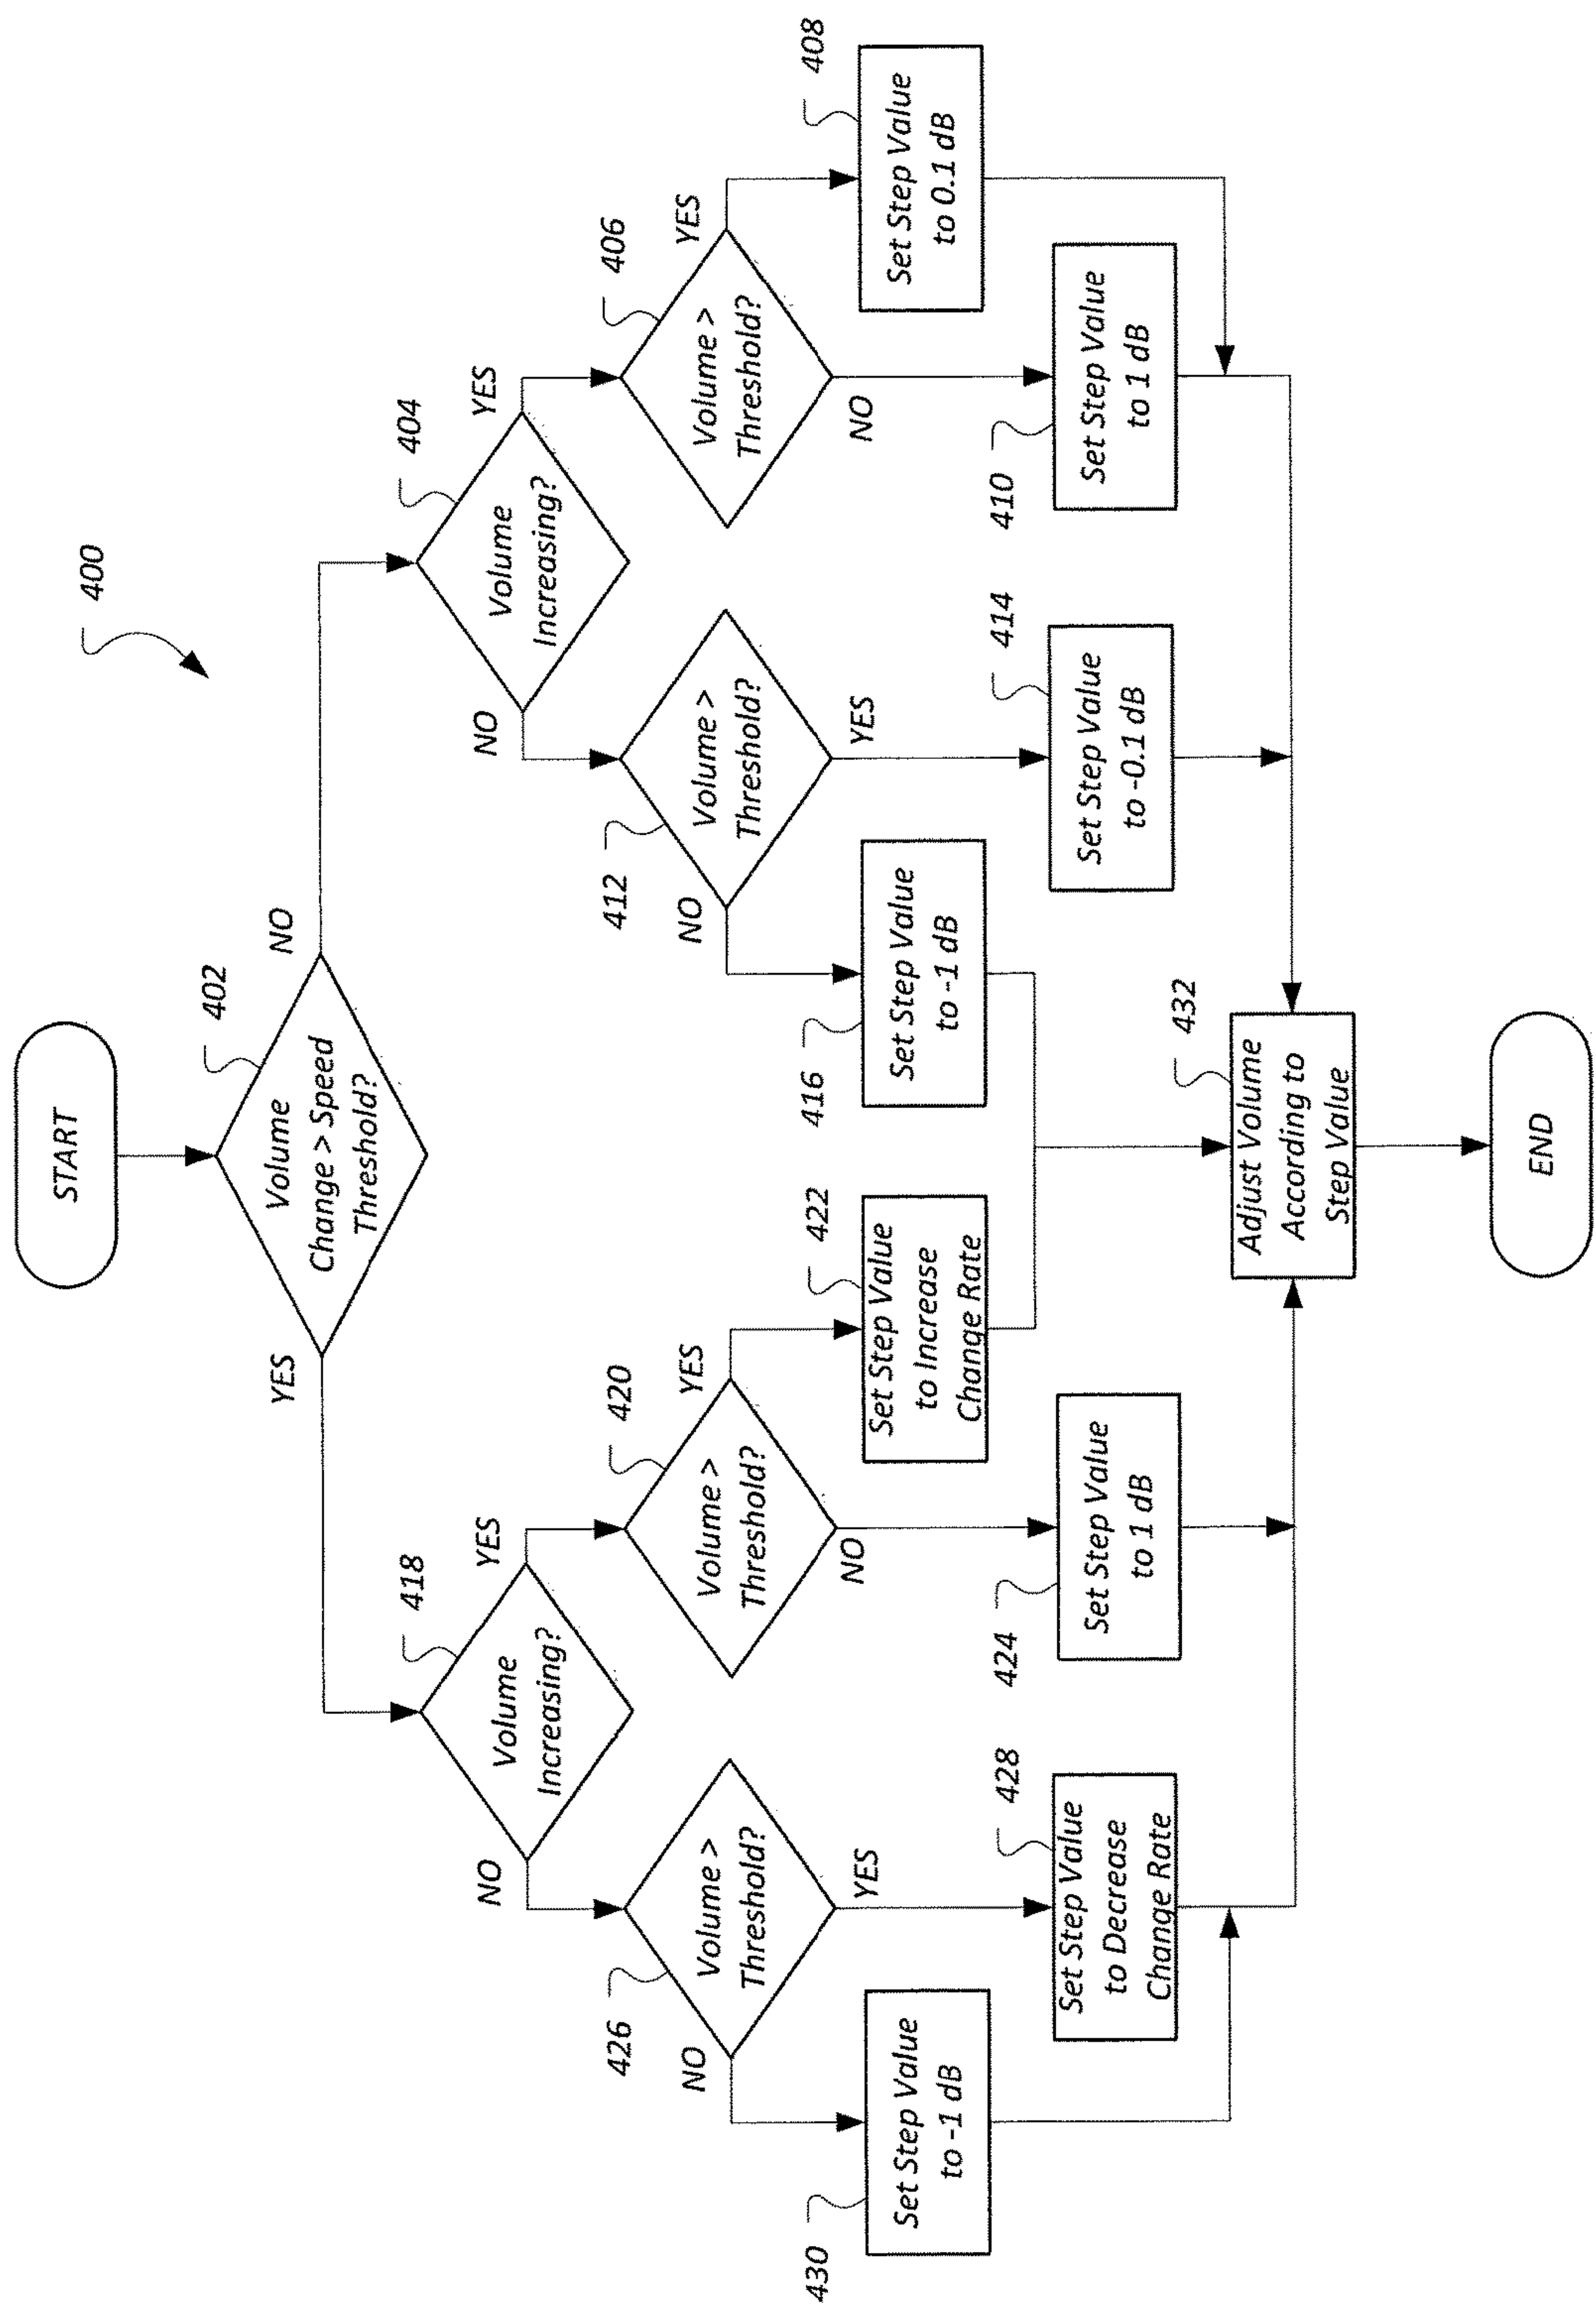 400
START
402
Volume
Change > Speed
Threshold?
YES
NO
418
Volume
Increasing?
NO
YES
404
Volume
Increasing?
NO
YES
426
Volume >
Threshold?
NO
YES
420
Volume >
Threshold?
YES
NO
412
Volume >
Threshold?
NO
YES
406
Volume >
Threshold?
YES
NO
430
Set Step Value
to -1 dB
422
Set Step Value
to Increase
Change Rate
416
Set Step Value
to -1 dB
408
Set Step Value
to 0.1 dB
428
Set Step Value
to Decrease
Change Rate
424
Set Step Value
to 1 dB
414
Set Step Value
to -0.1 dB
410
Set Step Value
to 1 dB
432
Adjust Volume
According to
Step Value
END